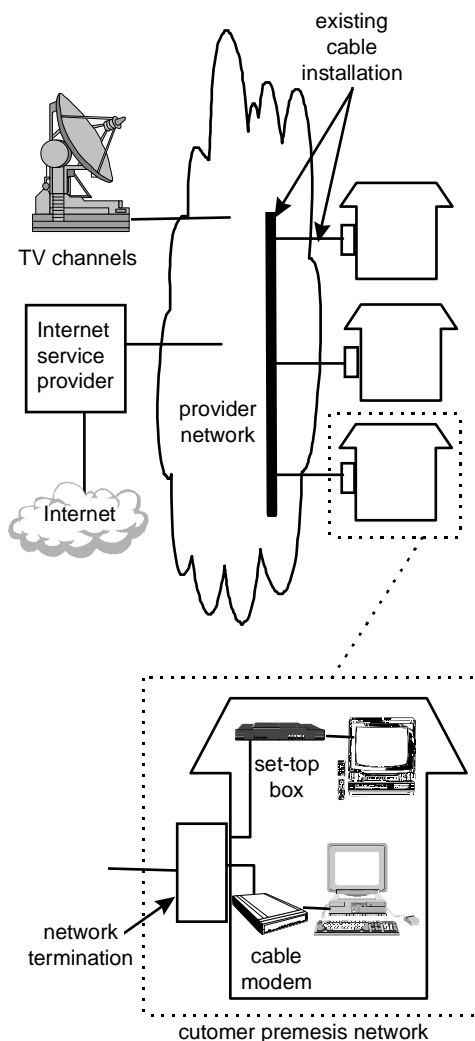 existing
cable
installation
TV channels
Internet
service
provider
provider
network
Internet
set-top
box
network
termination
cable
modem
cutomer premesis network